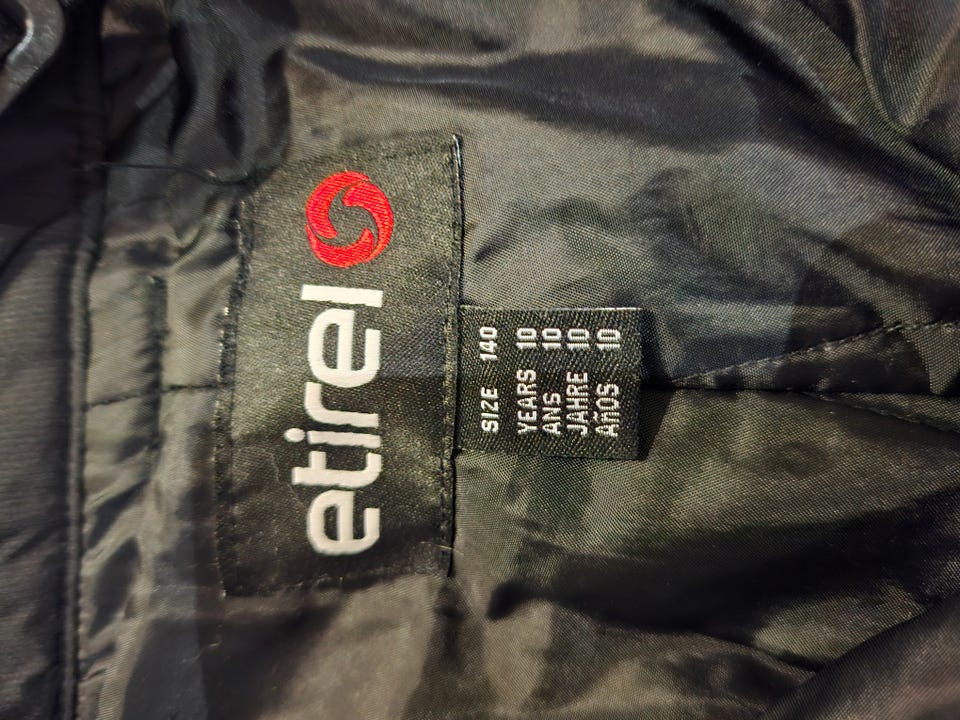 etirel
SIZE 140
YEARS 10
ANS 10
JAHRE 10
AÑOS 10